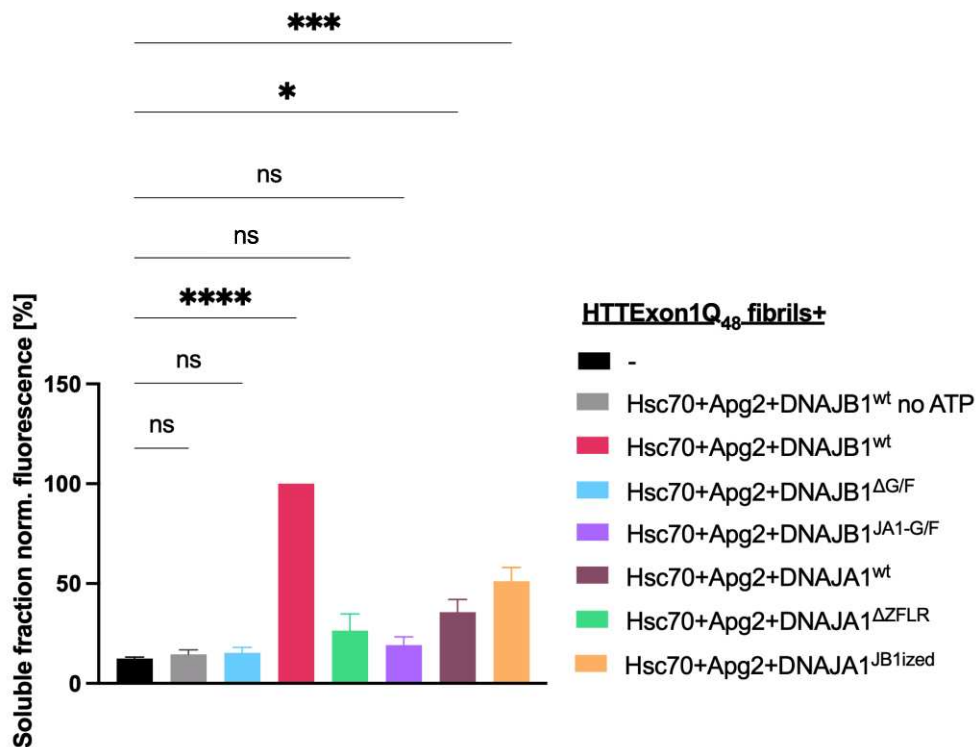 ***
*
ns
ns
****
ns
ns
Soluble fraction norm. fluorescence [%]
150
100
50
0
HTTExon1Q₄₈ fibrils+
-
Hsc70+Apg2+DNAJB1ʷᵗ no ATP
Hsc70+Apg2+DNAJB1ʷᵗ
Hsc70+Apg2+DNAJB1ΔG/F
Hsc70+Apg2+DNAJB1JA1-G/F
Hsc70+Apg2+DNAJA1ʷᵗ
Hsc70+Apg2+DNAJA1ΔZFLR
Hsc70+Apg2+DNAJA1JB1ized